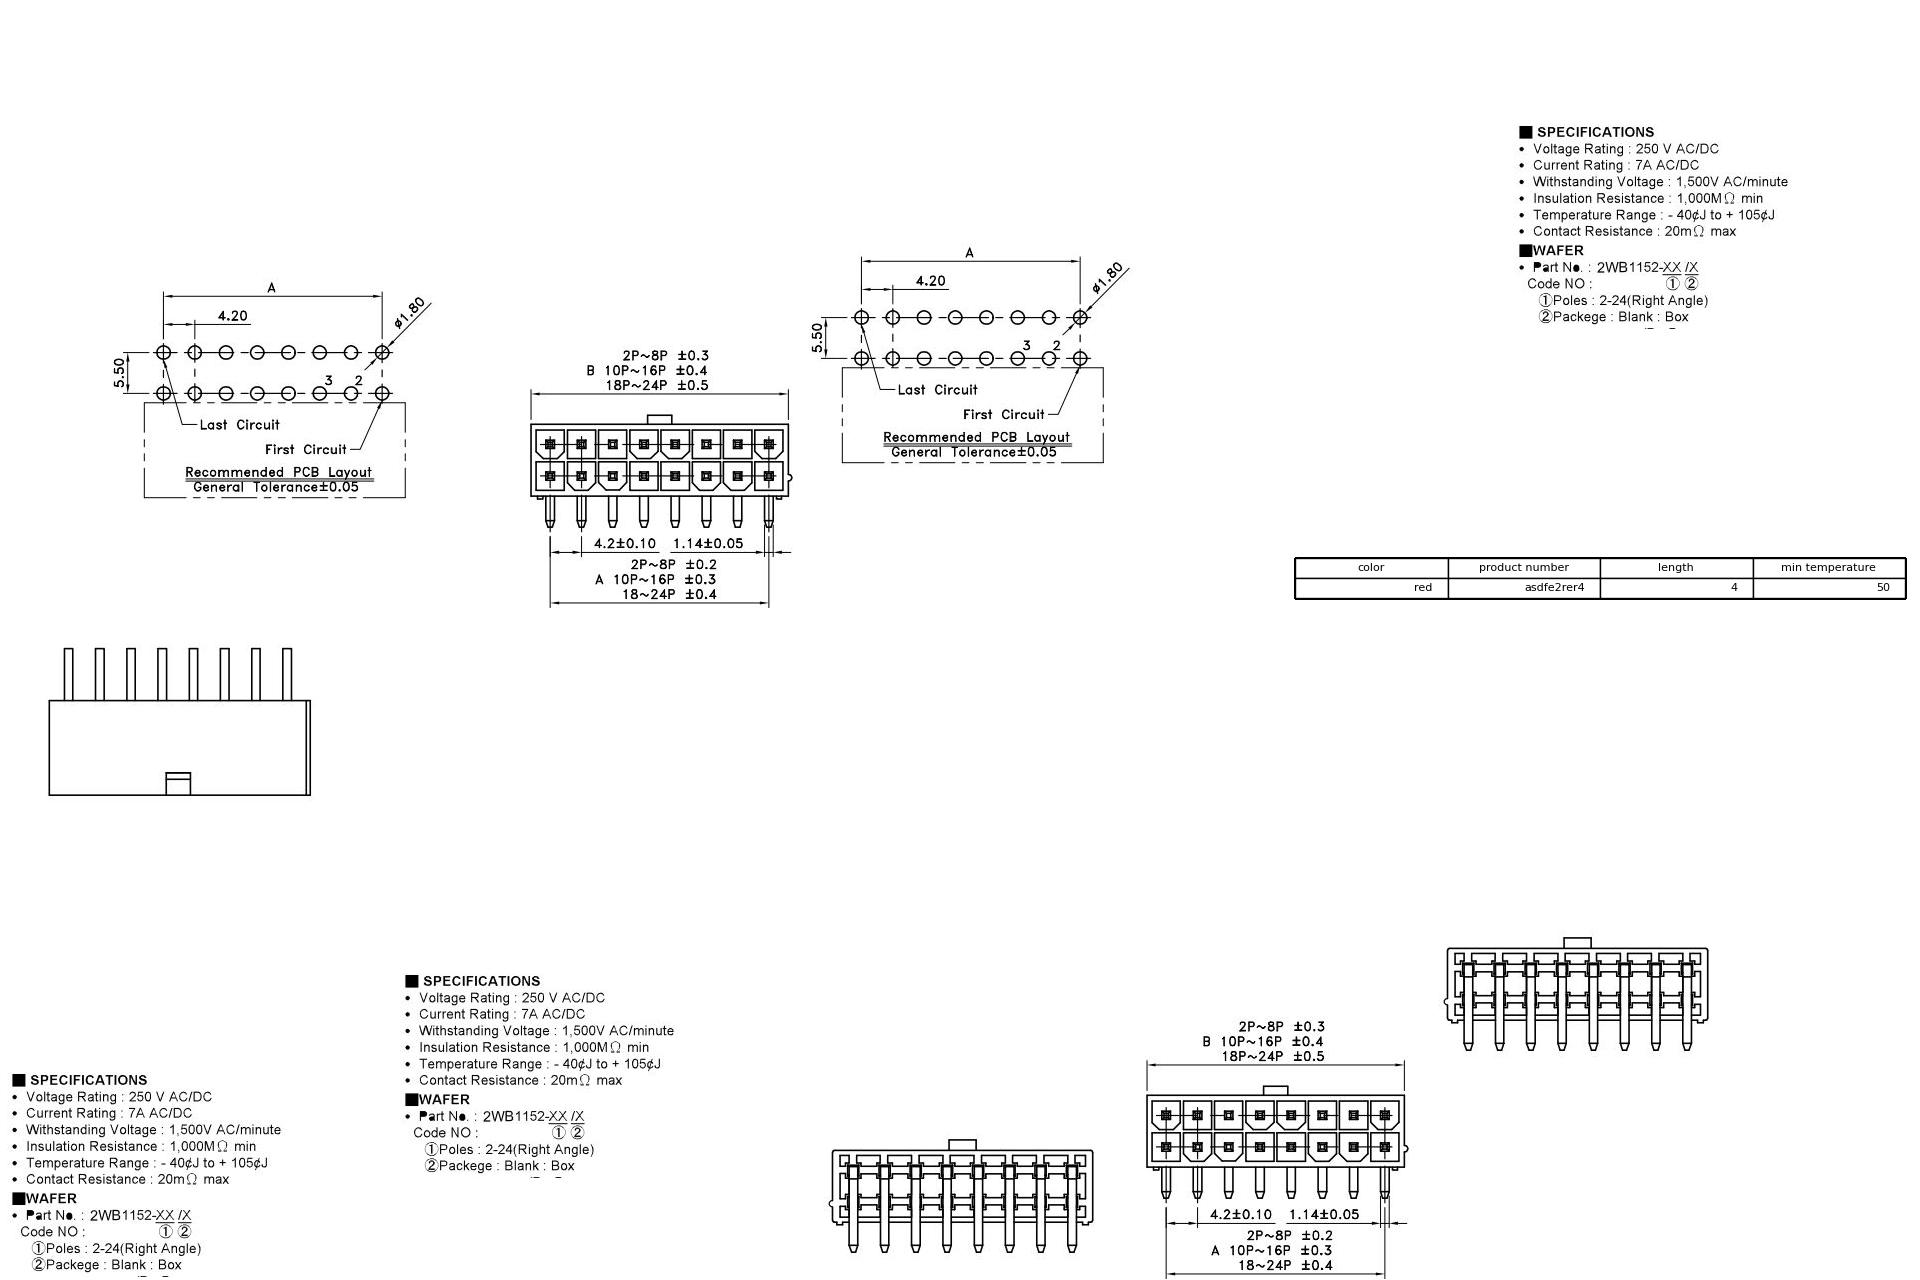 ■ SPECIFICATIONS
• Voltage Rating : 250 V AC/DC
• Current Rating : 7A AC/DC
• Withstanding Voltage : 1,500V AC/minute
• Insulation Resistance : 1,000MΩ min
• Temperature Range : - 40¢J to + 105¢J
• Contact Resistance : 20mΩ max
■WAFER
• Part No. : 2WB1152-XX /X
Code NO : ① ②
①Poles : 2-24(Right Angle)
②Packege : Blank : Box
A
4.20
ø1.80
5.50
3 2
Last Circuit
First Circuit
Recommended PCB Layout
General Tolerance±0.05
A
4.20
ø1.80
5.50
3 2
Last Circuit
First Circuit
Recommended PCB Layout
General Tolerance±0.05
2P~8P ±0.3
B 10P~16P ±0.4
18P~24P ±0.5
4.2±0.10 1.14±0.05
2P~8P ±0.2
A 10P~16P ±0.3
18~24P ±0.4
color product number length min temperature
red asdfe2rer4 4 50
■ SPECIFICATIONS
• Voltage Rating : 250 V AC/DC
• Current Rating : 7A AC/DC
• Withstanding Voltage : 1,500V AC/minute
• Insulation Resistance : 1,000MΩ min
• Temperature Range : - 40¢J to + 105¢J
• Contact Resistance : 20mΩ max
■WAFER
• Part No. : 2WB1152-XX /X
Code NO : ① ②
①Poles : 2-24(Right Angle)
②Packege : Blank : Box
■ SPECIFICATIONS
• Voltage Rating : 250 V AC/DC
• Current Rating : 7A AC/DC
• Withstanding Voltage : 1,500V AC/minute
• Insulation Resistance : 1,000MΩ min
• Temperature Range : - 40¢J to + 105¢J
• Contact Resistance : 20mΩ max
■WAFER
• Part No. : 2WB1152-XX /X
Code NO : ① ②
①Poles : 2-24(Right Angle)
②Packege : Blank : Box
2P~8P ±0.3
B 10P~16P ±0.4
18P~24P ±0.5
4.2±0.10 1.14±0.05
2P~8P ±0.2
A 10P~16P ±0.3
18~24P ±0.4